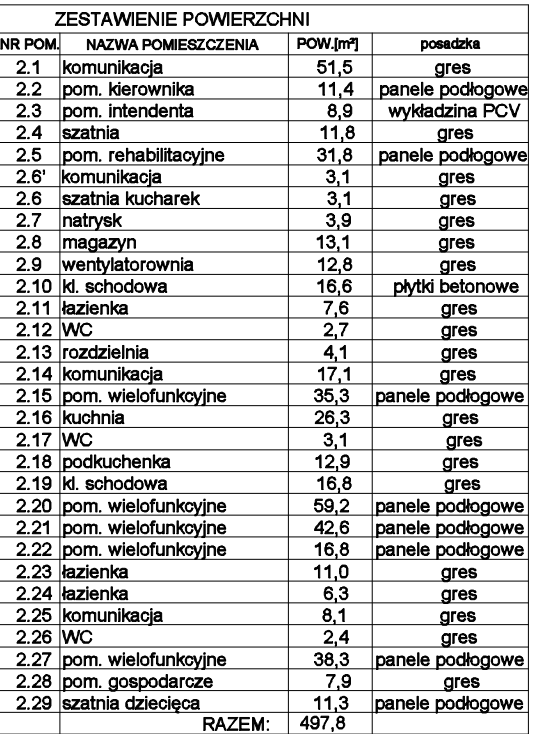 ZESTAWIENIE POWIERZCHNI
NR POM. NAZWA POMIESZCZENIA POW.[m²] posadzka
2.1 komunikacja 51,5 gres
2.2 pom. kierownika 11,4 panele podłogowe
2.3 pom. intendenta 8,9 wykładzina PCV
2.4 szatnia 11,8 gres
2.5 pom. rehabilitacyjne 31,8 panele podłogowe
2.6' komunikacja 3,1 gres
2.6 szatnia kucharek 3,1 gres
2.7 natrysk 3,9 gres
2.8 magazyn 13,1 gres
2.9 wentylatorownia 12,8 gres
2.10 kl. schodowa 16,6 płytki betonowe
2.11 łazienka 7,6 gres
2.12 WC 2,7 gres
2.13 rozdzielnia 4,1 gres
2.14 komunikacja 17,1 gres
2.15 pom. wielofunkcyjne 35,3 panele podłogowe
2.16 kuchnia 26,3 gres
2.17 WC 3,1 gres
2.18 podkuchenka 12,9 gres
2.19 kl. schodowa 16,8 gres
2.20 pom. wielofunkcyjne 59,2 panele podłogowe
2.21 pom. wielofunkcyjne 42,6 panele podłogowe
2.22 pom. wielofunkcyjne 16,8 panele podłogowe
2.23 łazienka 11,0 gres
2.24 łazienka 6,3 gres
2.25 komunikacja 8,1 gres
2.26 WC 2,4 gres
2.27 pom. wielofunkcyjne 38,3 panele podłogowe
2.28 pom. gospodarcze 7,9 gres
2.29 szatnia dziecięca 11,3 panele podłogowe
RAZEM: 497,8